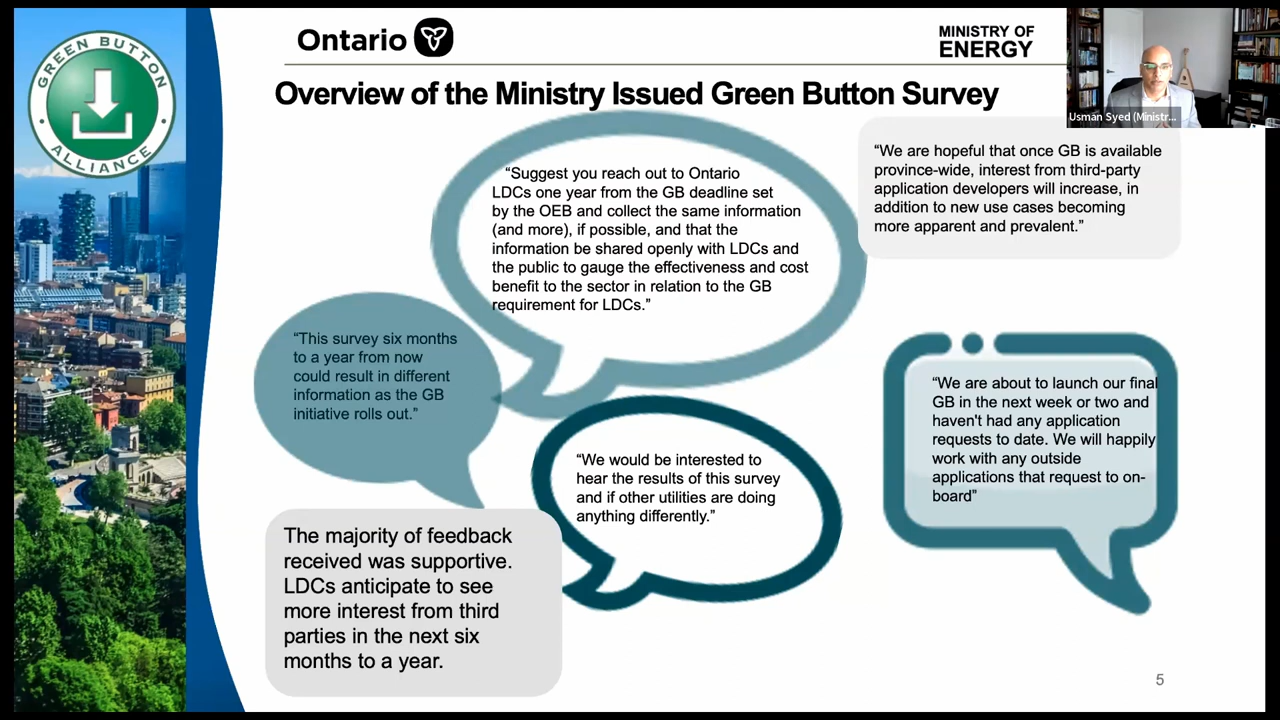 GREEN BUTTON
ALLIANCE
Ontario
MINISTRY OF
ENERGY
Usman Syed (Ministr...
Overview of the Ministry Issued Green Button Survey
“Suggest you reach out to Ontario
LDCs one year from the GB deadline set
by the OEB and collect the same information
(and more), if possible, and that the
information be shared openly with LDCs and
the public to gauge the effectiveness and cost
benefit to the sector in relation to the GB
requirement for LDCs.”
“We are hopeful that once GB is available
province-wide, interest from third-party
application developers will increase, in
addition to new use cases becoming
more apparent and prevalent.”
“This survey six months
to a year from now
could result in different
information as the GB
initiative rolls out.”
“We are about to launch our final
GB in the next week or two and
haven't had any application
requests to date. We will happily
work with any outside
applications that request to on-
board”
“We would be interested to
hear the results of this survey
and if other utilities are doing
anything differently.”
The majority of feedback
received was supportive.
LDCs anticipate to see
more interest from third
parties in the next six
months to a year.
5